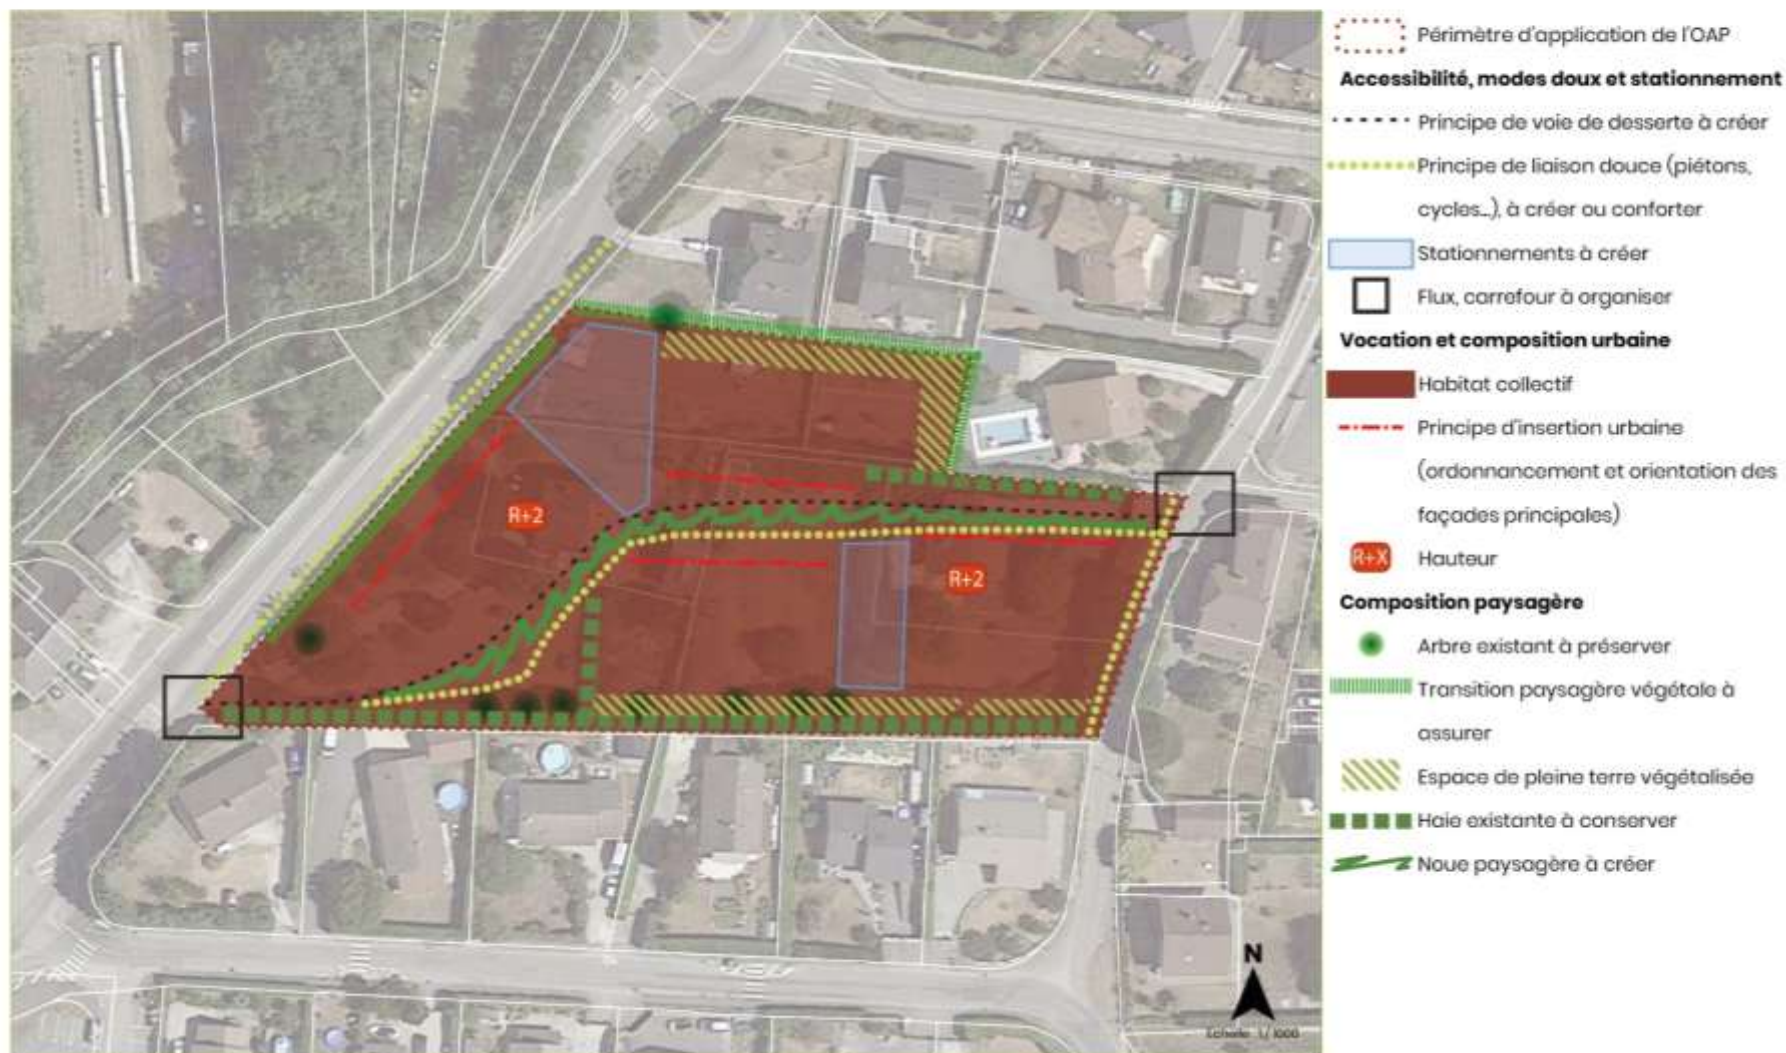 Périmètre d'application de l'OAP
Accessibilité, modes doux et stationnement
Principe de voie de desserte à créer
Principe de liaison douce (piétons,
cycles...), à créer ou conforter
Stationnements à créer
Flux, carrefour à organiser
Vocation et composition urbaine
Habitat collectif
Principe d'insertion urbaine
(ordonnancement et orientation des
façades principales)
R+X Hauteur
Composition paysagère
Arbre existant à préserver
Transition paysagère végétale à
assurer
Espace de pleine terre végétalisée
Haie existante à conserver
Noue paysagère à créer
R+2
R+2
N
Echelle : 1/ 1000